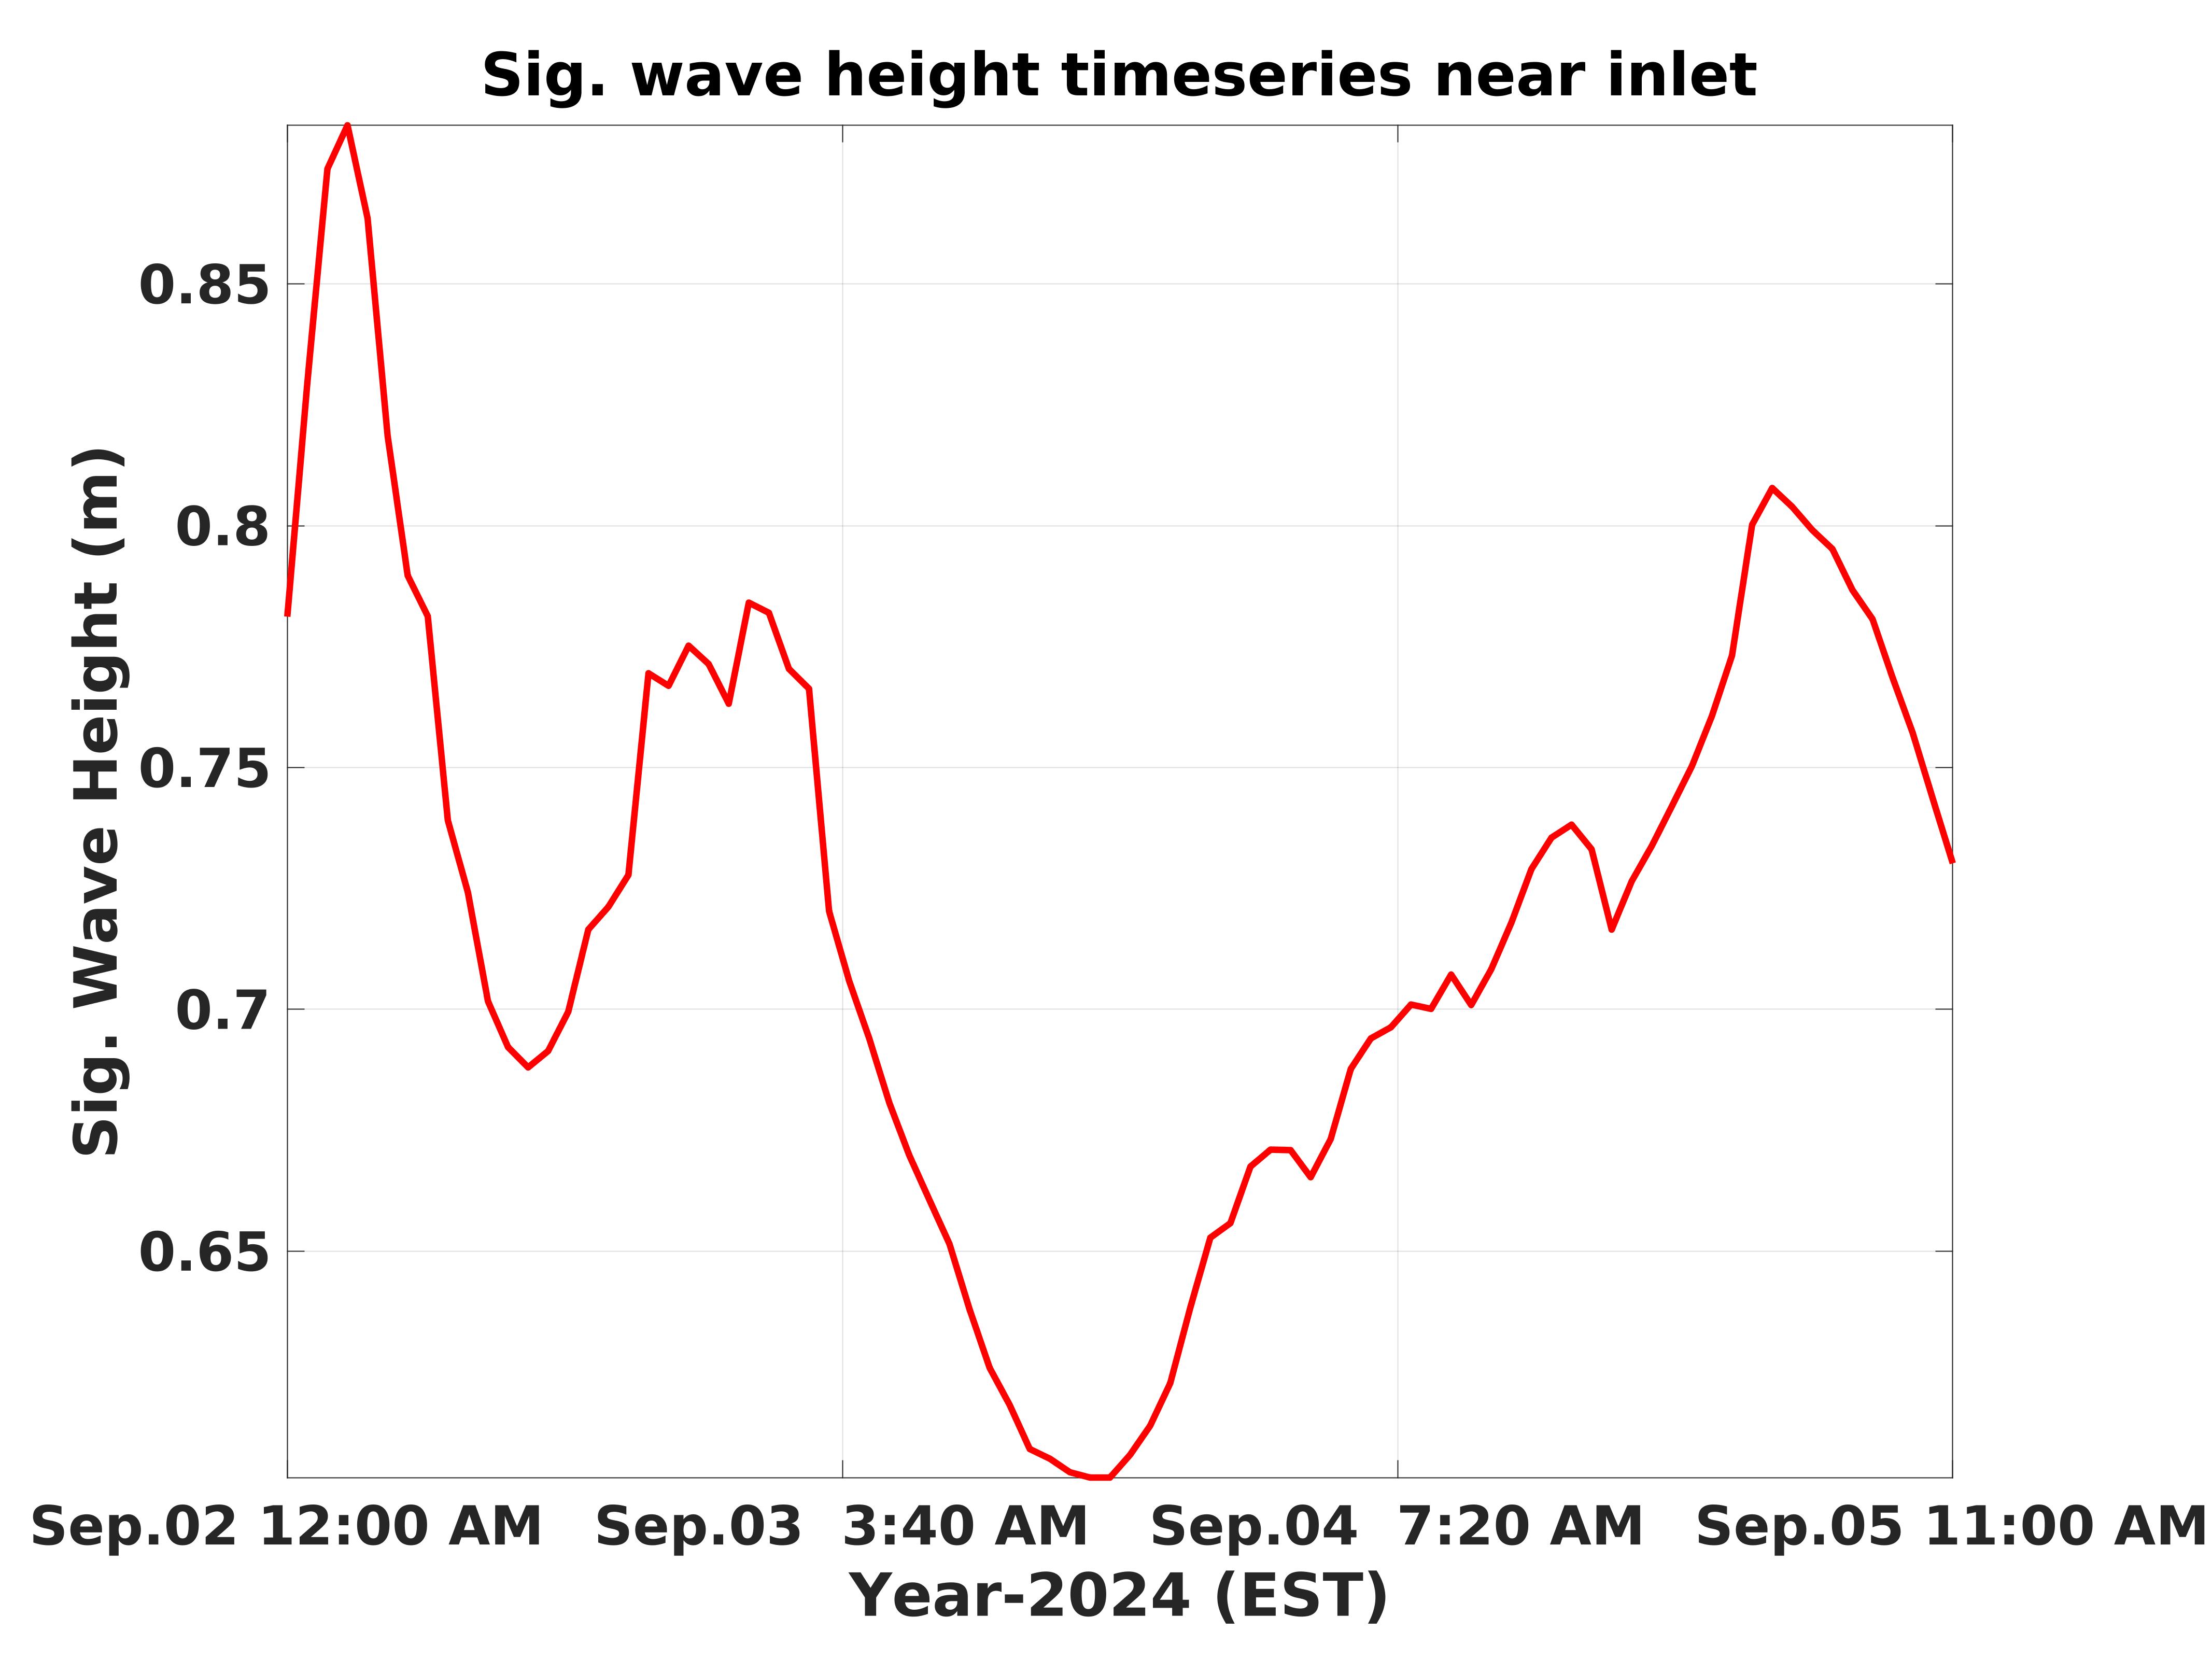 Sig. wave height timeseries near inlet
Sig. Wave Height (m)
0.85
0.8
0.75
0.7
0.65
Sep.02 12:00 AM Sep.03 3:40 AM Sep.04 7:20 AM Sep.05 11:00 AM
Year-2024 (EST)